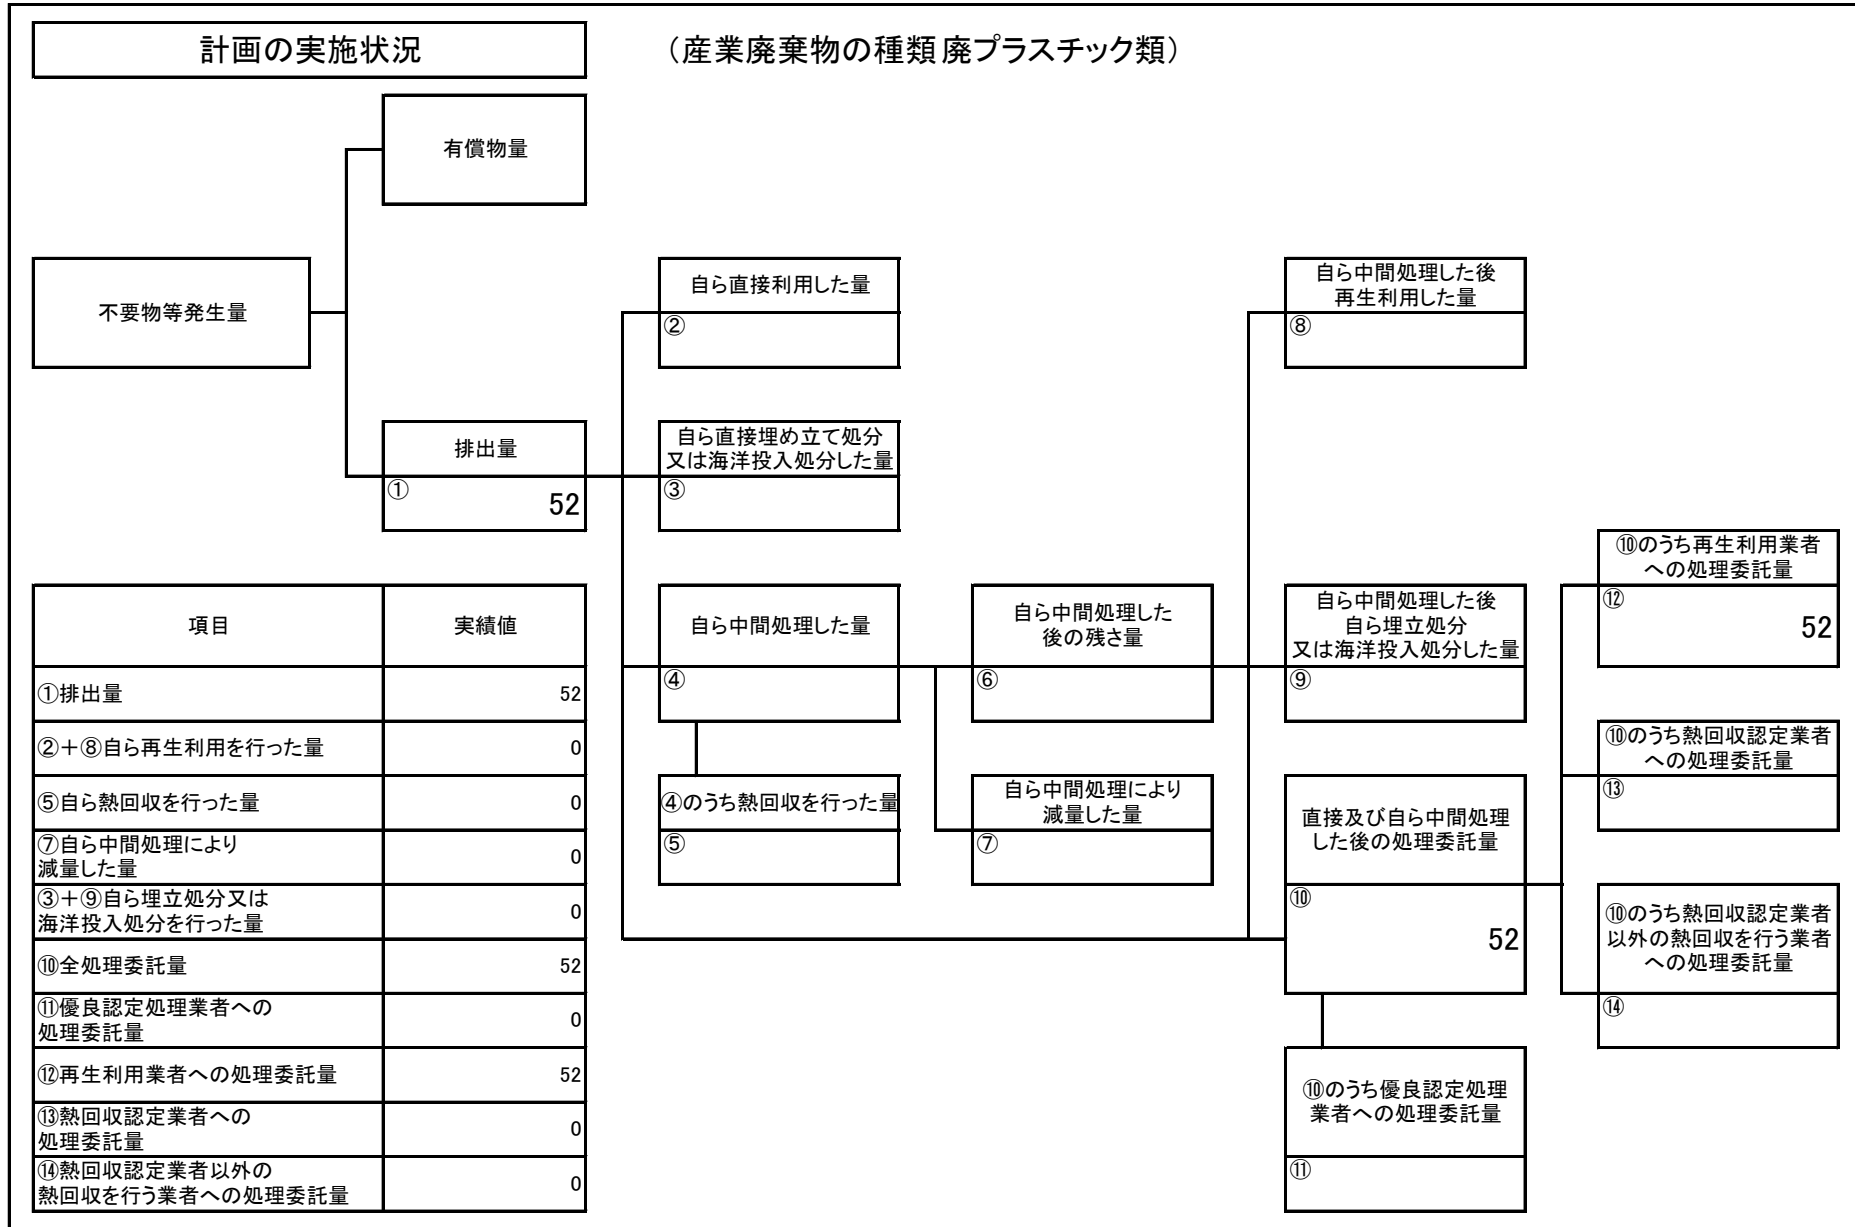 計画の実施状況
（産業廃棄物の種類 廃プラスチック類）
有償物量
不要物等発生量
自ら直接利用した量
②
自ら中間処理した後
再生利用した量
⑧
排出量
①
52
自ら直接埋め立て処分
又は海洋投入処分した量
③
⑩のうち再生利用業者
への処理委託量
⑫
52
自ら中間処理した量
④
自ら中間処理した
後の残さ量
⑥
自ら中間処理した後
自ら埋立処分
又は海洋投入処分した量
⑨
⑩のうち熱回収認定業者
への処理委託量
⑬
④のうち熱回収を行った量
⑤
自ら中間処理により
減量した量
⑦
直接及び自ら中間処理
した後の処理委託量
⑩
52
⑩のうち熱回収認定業者
以外の熱回収を行う業者
への処理委託量
⑭
⑩のうち優良認定処理
業者への処理委託量
⑪
項目 実績値
①排出量 52
②＋⑧自ら再生利用を行った量 0
⑤自ら熱回収を行った量 0
⑦自ら中間処理により
減量した量 0
③＋⑨自ら埋立処分又は
海洋投入処分を行った量 0
⑩全処理委託量 52
⑪優良認定処理業者への
処理委託量 0
⑫再生利用業者への処理委託量 52
⑬熱回収認定業者への
処理委託量 0
⑭熱回収認定業者以外の
熱回収を行う業者への処理委託量 0